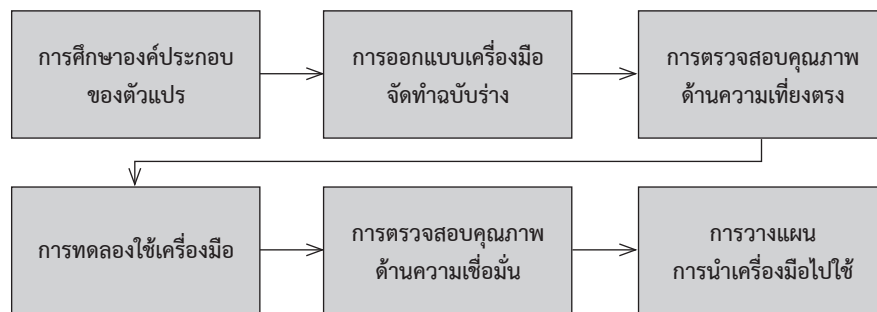 การศึกษาองค์ประกอบ
ของตัวแปร
การออกแบบเครื่องมือ
จัดทำฉบับร่าง
การตรวจสอบคุณภาพ
ด้านความเที่ยงตรง
การทดลองใช้เครื่องมือ
การตรวจสอบคุณภาพ
ด้านความเชื่อมั่น
การวางแผน
การนำเครื่องมือไปใช้